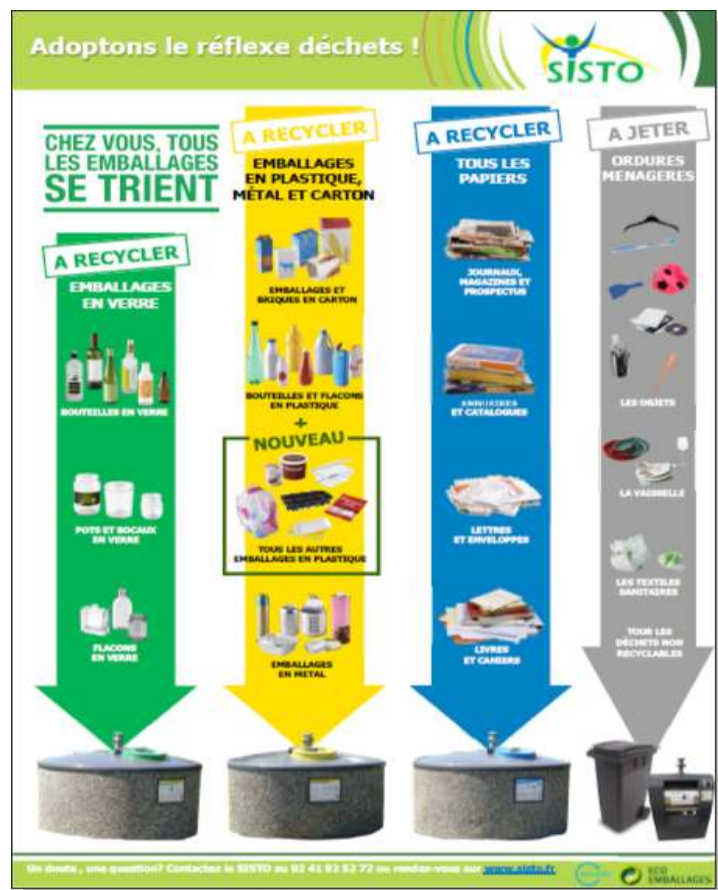 Adoptons le réflexe déchets !
SISTO
CHEZ VOUS, TOUS
LES EMBALLAGES
SE TRIENT
A RECYCLER
EMBALLAGES
EN VERRE
BOUTEILLES EN VERRE
POTS ET BOCAUX
EN VERRE
FLACONS
EN VERRE
A RECYCLER
EMBALLAGES
EN PLASTIQUE,
MÉTAL ET CARTON
EMBALLAGES ET
BRIQUES EN CARTON
BOUTEILLES ET FLACONS
EN PLASTIQUE
+
NOUVEAU
TOUS LES AUTRES
EMBALLAGES EN PLASTIQUE
EMBALLAGES
EN METAL
A RECYCLER
TOUS LES
PAPIERS
JOURNAUX,
MAGAZINES ET
PROSPECTUS
ANNUAIRES
ET CATALOGUES
LETTRES
ET ENVELOPPES
LIVRES
ET CAHIERS
A JETER
ORDURES
MENAGERES
LES OBJETS
LA VAISSELLE
LES TEXTILES
SANITAIRES
TOUS LES
DÉCHETS NON
RECYCLABLES
Un doute , une question? Contactez le SISTO au 02 41 92 52 72 ou rendez-vous sur www.sisto.fr
ECO
EMBALLAGES